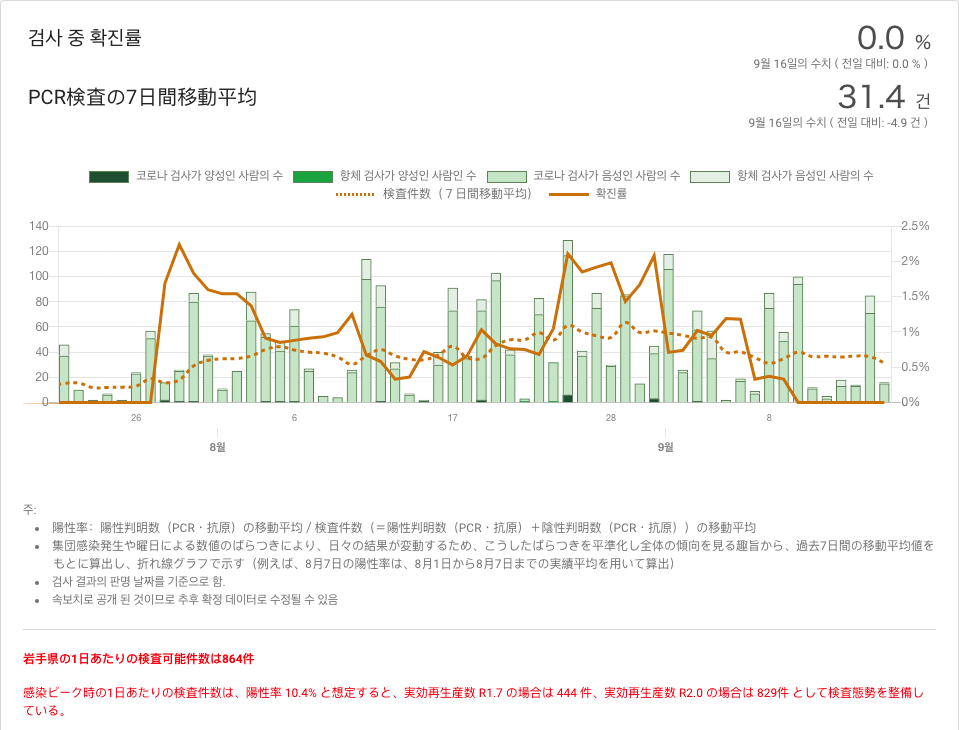 검사 중 확진률
0.0 %
9월 16일의 수치 ( 전일 대비: 0.0 % )
PCR検査の7日間移動平均
31.4 건
9월 16일의 수치 ( 전일 대비: -4.9 건 )
코로나 검사가 양성인 사람의 수 항체 검사가 양성인 사람인 수 코로나 검사가 음성인 사람의 수 항체 검사가 음성인 사람의 수
検査件数（７日間移動平均） 확진률
140 2.5%
120 2%
100
80 1.5%
60 1%
40 0.5%
20
0 0%
26 6 17 28 8
8월 9월
주:
陽性率：陽性判明数（PCR・抗原）の移動平均 / 検査件数（＝陽性判明数（PCR・抗原）＋陰性判明数（PCR・抗原））の移動平均
集団感染発生や曜日による数値のばらつきにより、日々の結果が変動するため、こうしたばらつきを平準化し全体の傾向を見る趣旨から、過去7日間の移動平均値を
もとに算出し、折れ線グラフで示す（例えば、8月7日の陽性率は、8月1日から8月7日までの実績平均を用いて算出）
검사 결과의 판명 날짜를 기준으로 함.
속보치로 공개 된 것이므로 추후 확정 데이터로 수정될 수 있음
岩手県の1日あたりの検査可能件数は864件
感染ピーク時の1日あたりの検査件数は、陽性率 10.4% と想定すると、実効再生産数 R1.7 の場合は 444 件、実効再生産数 R2.0 の場合は 829件 として検査態勢を整備し
ている。